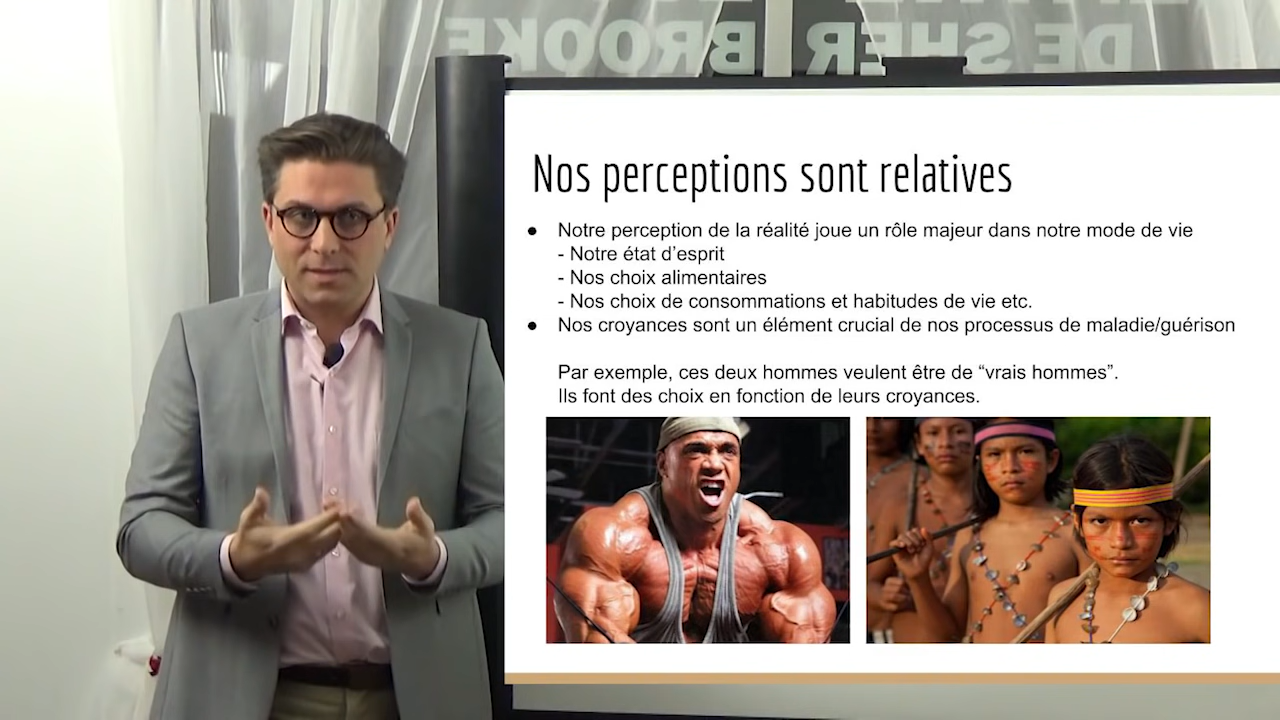 DE SHERBROOKE
Nos perceptions sont relatives
● Notre perception de la réalité joue un rôle majeur dans notre mode de vie
- Notre état d’esprit
- Nos choix alimentaires
- Nos choix de consommations et habitudes de vie etc.
● Nos croyances sont un élément crucial de nos processus de maladie/guérison
Par exemple, ces deux hommes veulent être de “vrais hommes”.
Ils font des choix en fonction de leurs croyances.